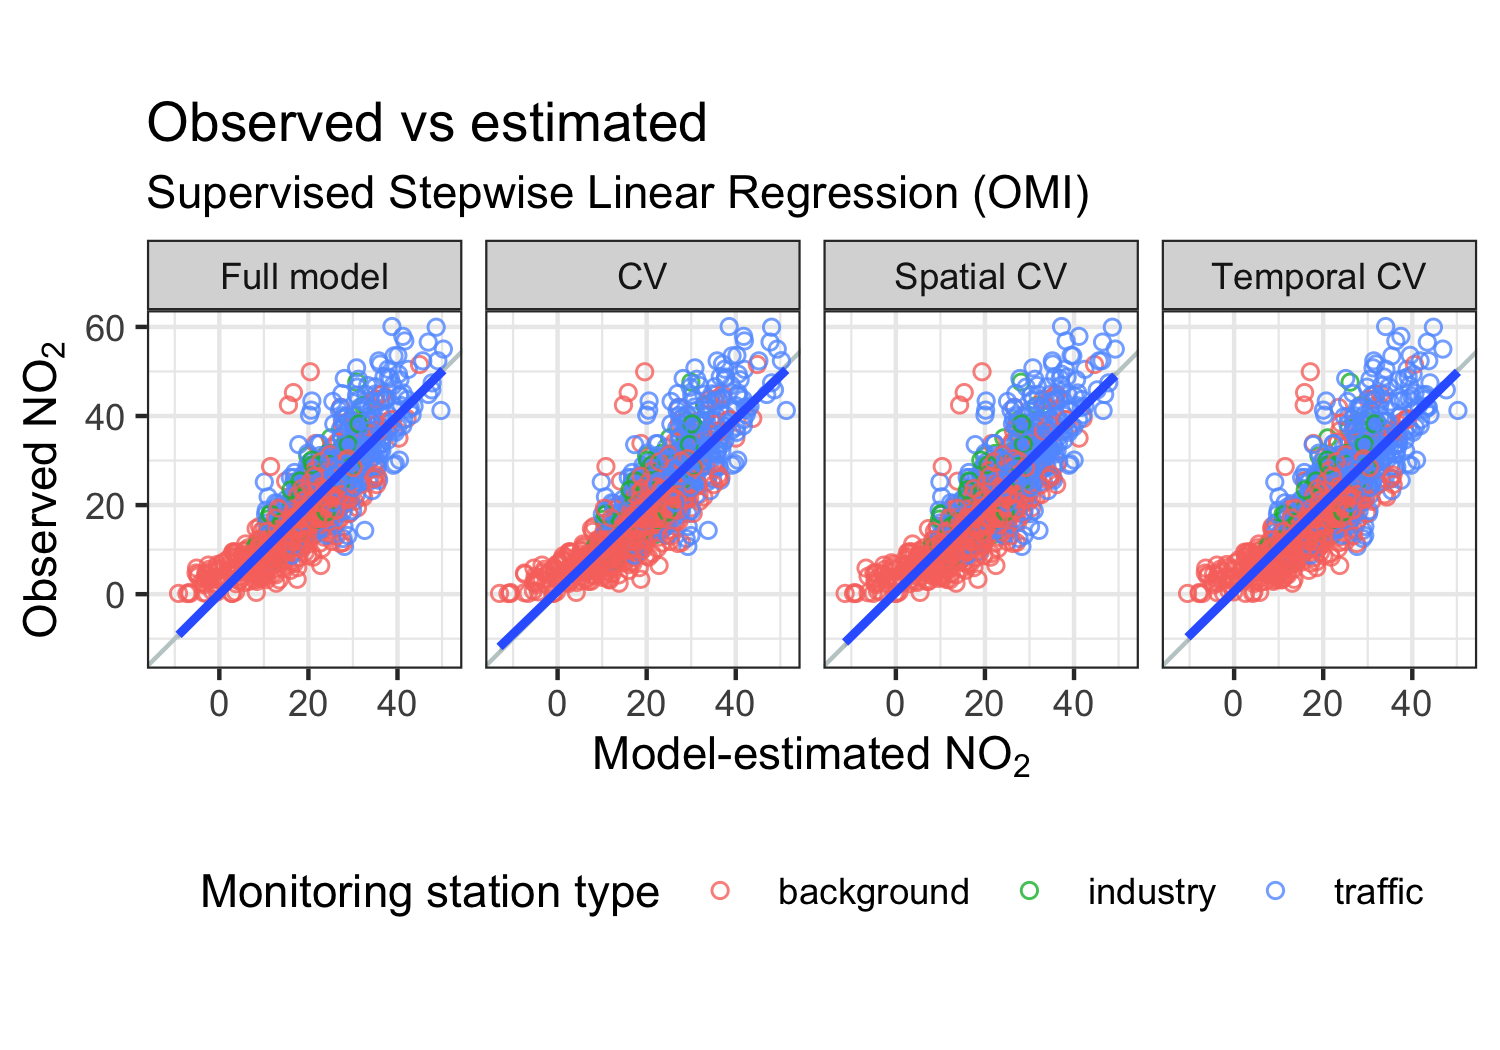 Observed vs estimated
Supervised Stepwise Linear Regression (OMI)
Full model CV Spatial CV Temporal CV
60
40
20
0
Observed NO₂
0 20 40 0 20 40 0 20 40 0 20 40
Model-estimated NO₂
Monitoring station type background industry traffic